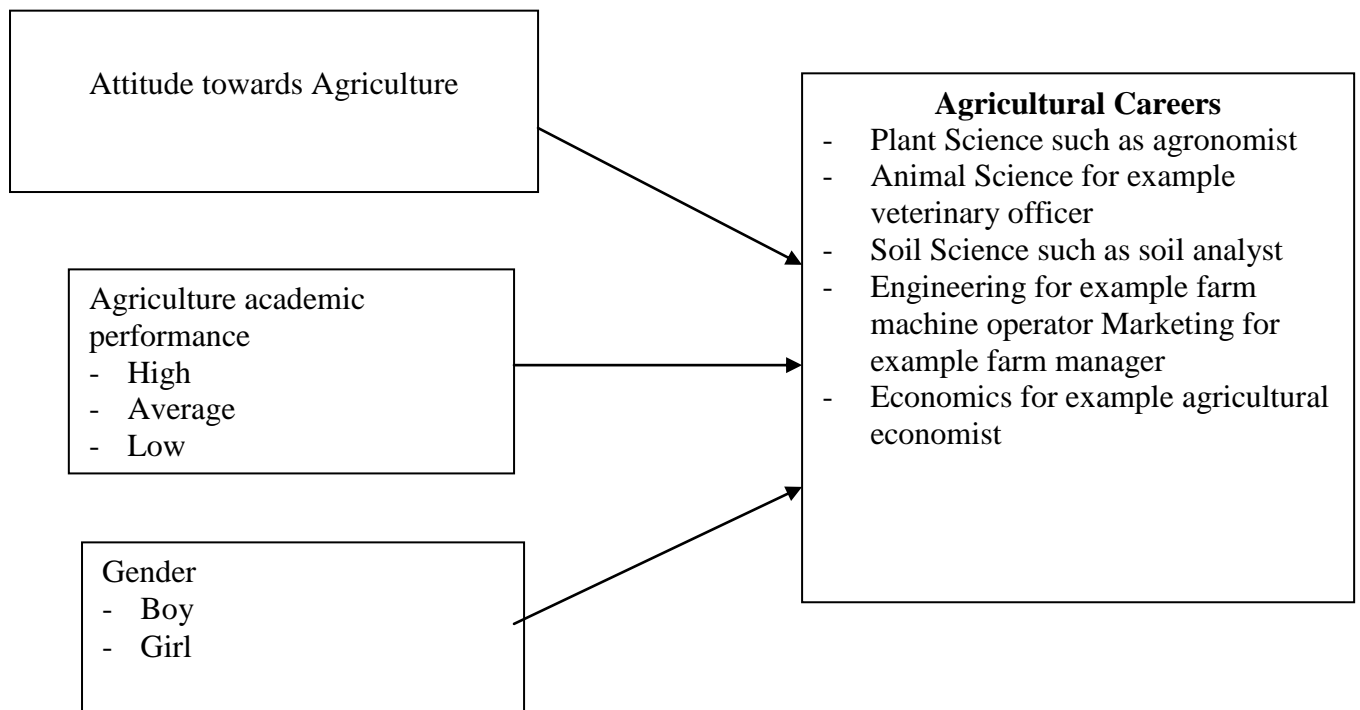 Attitude towards Agriculture
Agriculture academic
performance
- High
- Average
- Low
Gender
- Boy
- Girl
Agricultural Careers
- Plant Science such as agronomist
- Animal Science for example
veterinary officer
- Soil Science such as soil analyst
- Engineering for example farm
machine operator Marketing for
example farm manager
- Economics for example agricultural
economist